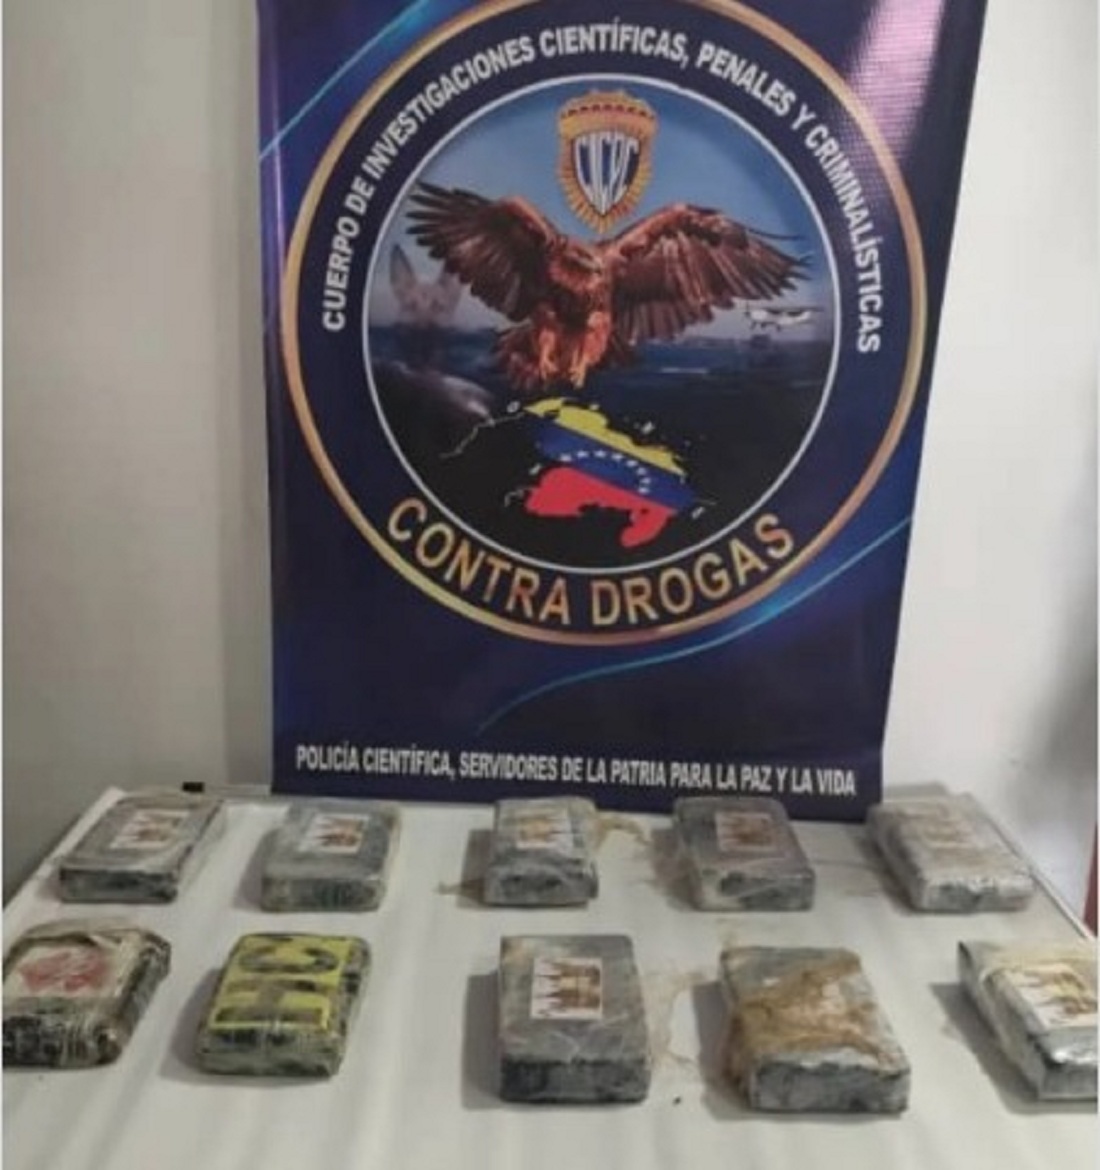 CUERPO DE INVESTIGACIONES CIENTÍFICAS, PENALES Y CRIMINALÍSTICAS
CICPC
CONTRA DROGAS
POLICÍA CIENTÍFICA, SERVIDORES DE LA PATRIA PARA LA PAZ Y LA VIDA